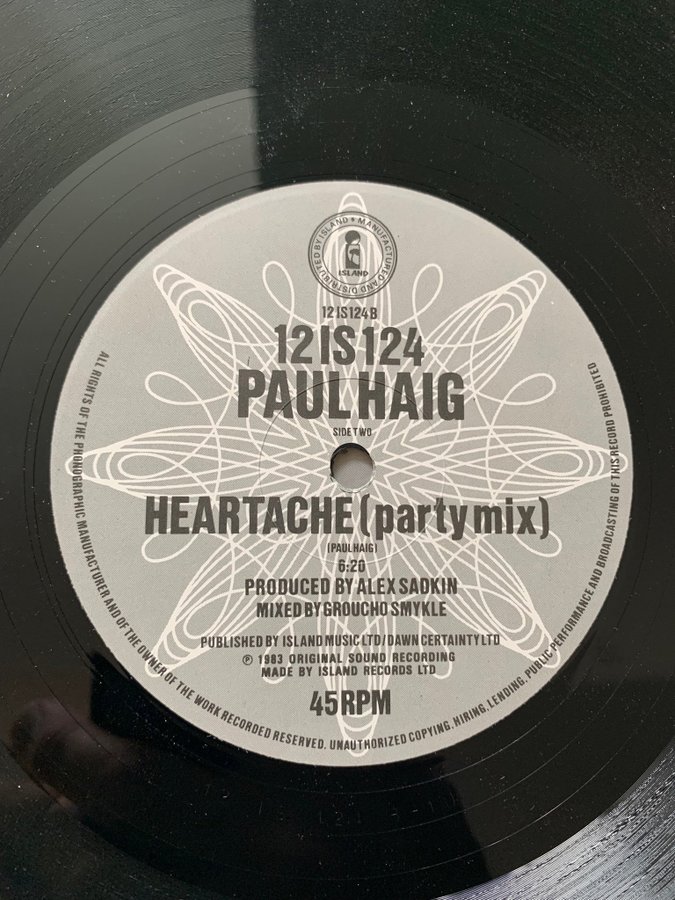 MANUFACTURED AND DISTRIBUTED BY ISLAND •
ISLAND
12 IS 124 B
12 IS 124
PAUL HAIG
SIDE TWO
HEARTACHE (party mix)
(PAUL HAIG)
6:20
PRODUCED BY ALEX SADKIN
MIXED BY GROUCHO SMYKLE
PUBLISHED BY ISLAND MUSIC LTD/DAWN CERTAINTY LTD
℗ 1983 ORIGINAL SOUND RECORDING
MADE BY ISLAND RECORDS LTD
45RPM
ALL RIGHTS OF THE PHONOGRAPHIC MANUFACTURER AND OF THE OWNER OF THE WORK RECORDED RESERVED. UNAUTHORIZED COPYING, HIRING, LENDING, PUBLIC PERFORMANCE AND BROADCASTING OF THIS RECORD PROHIBITED